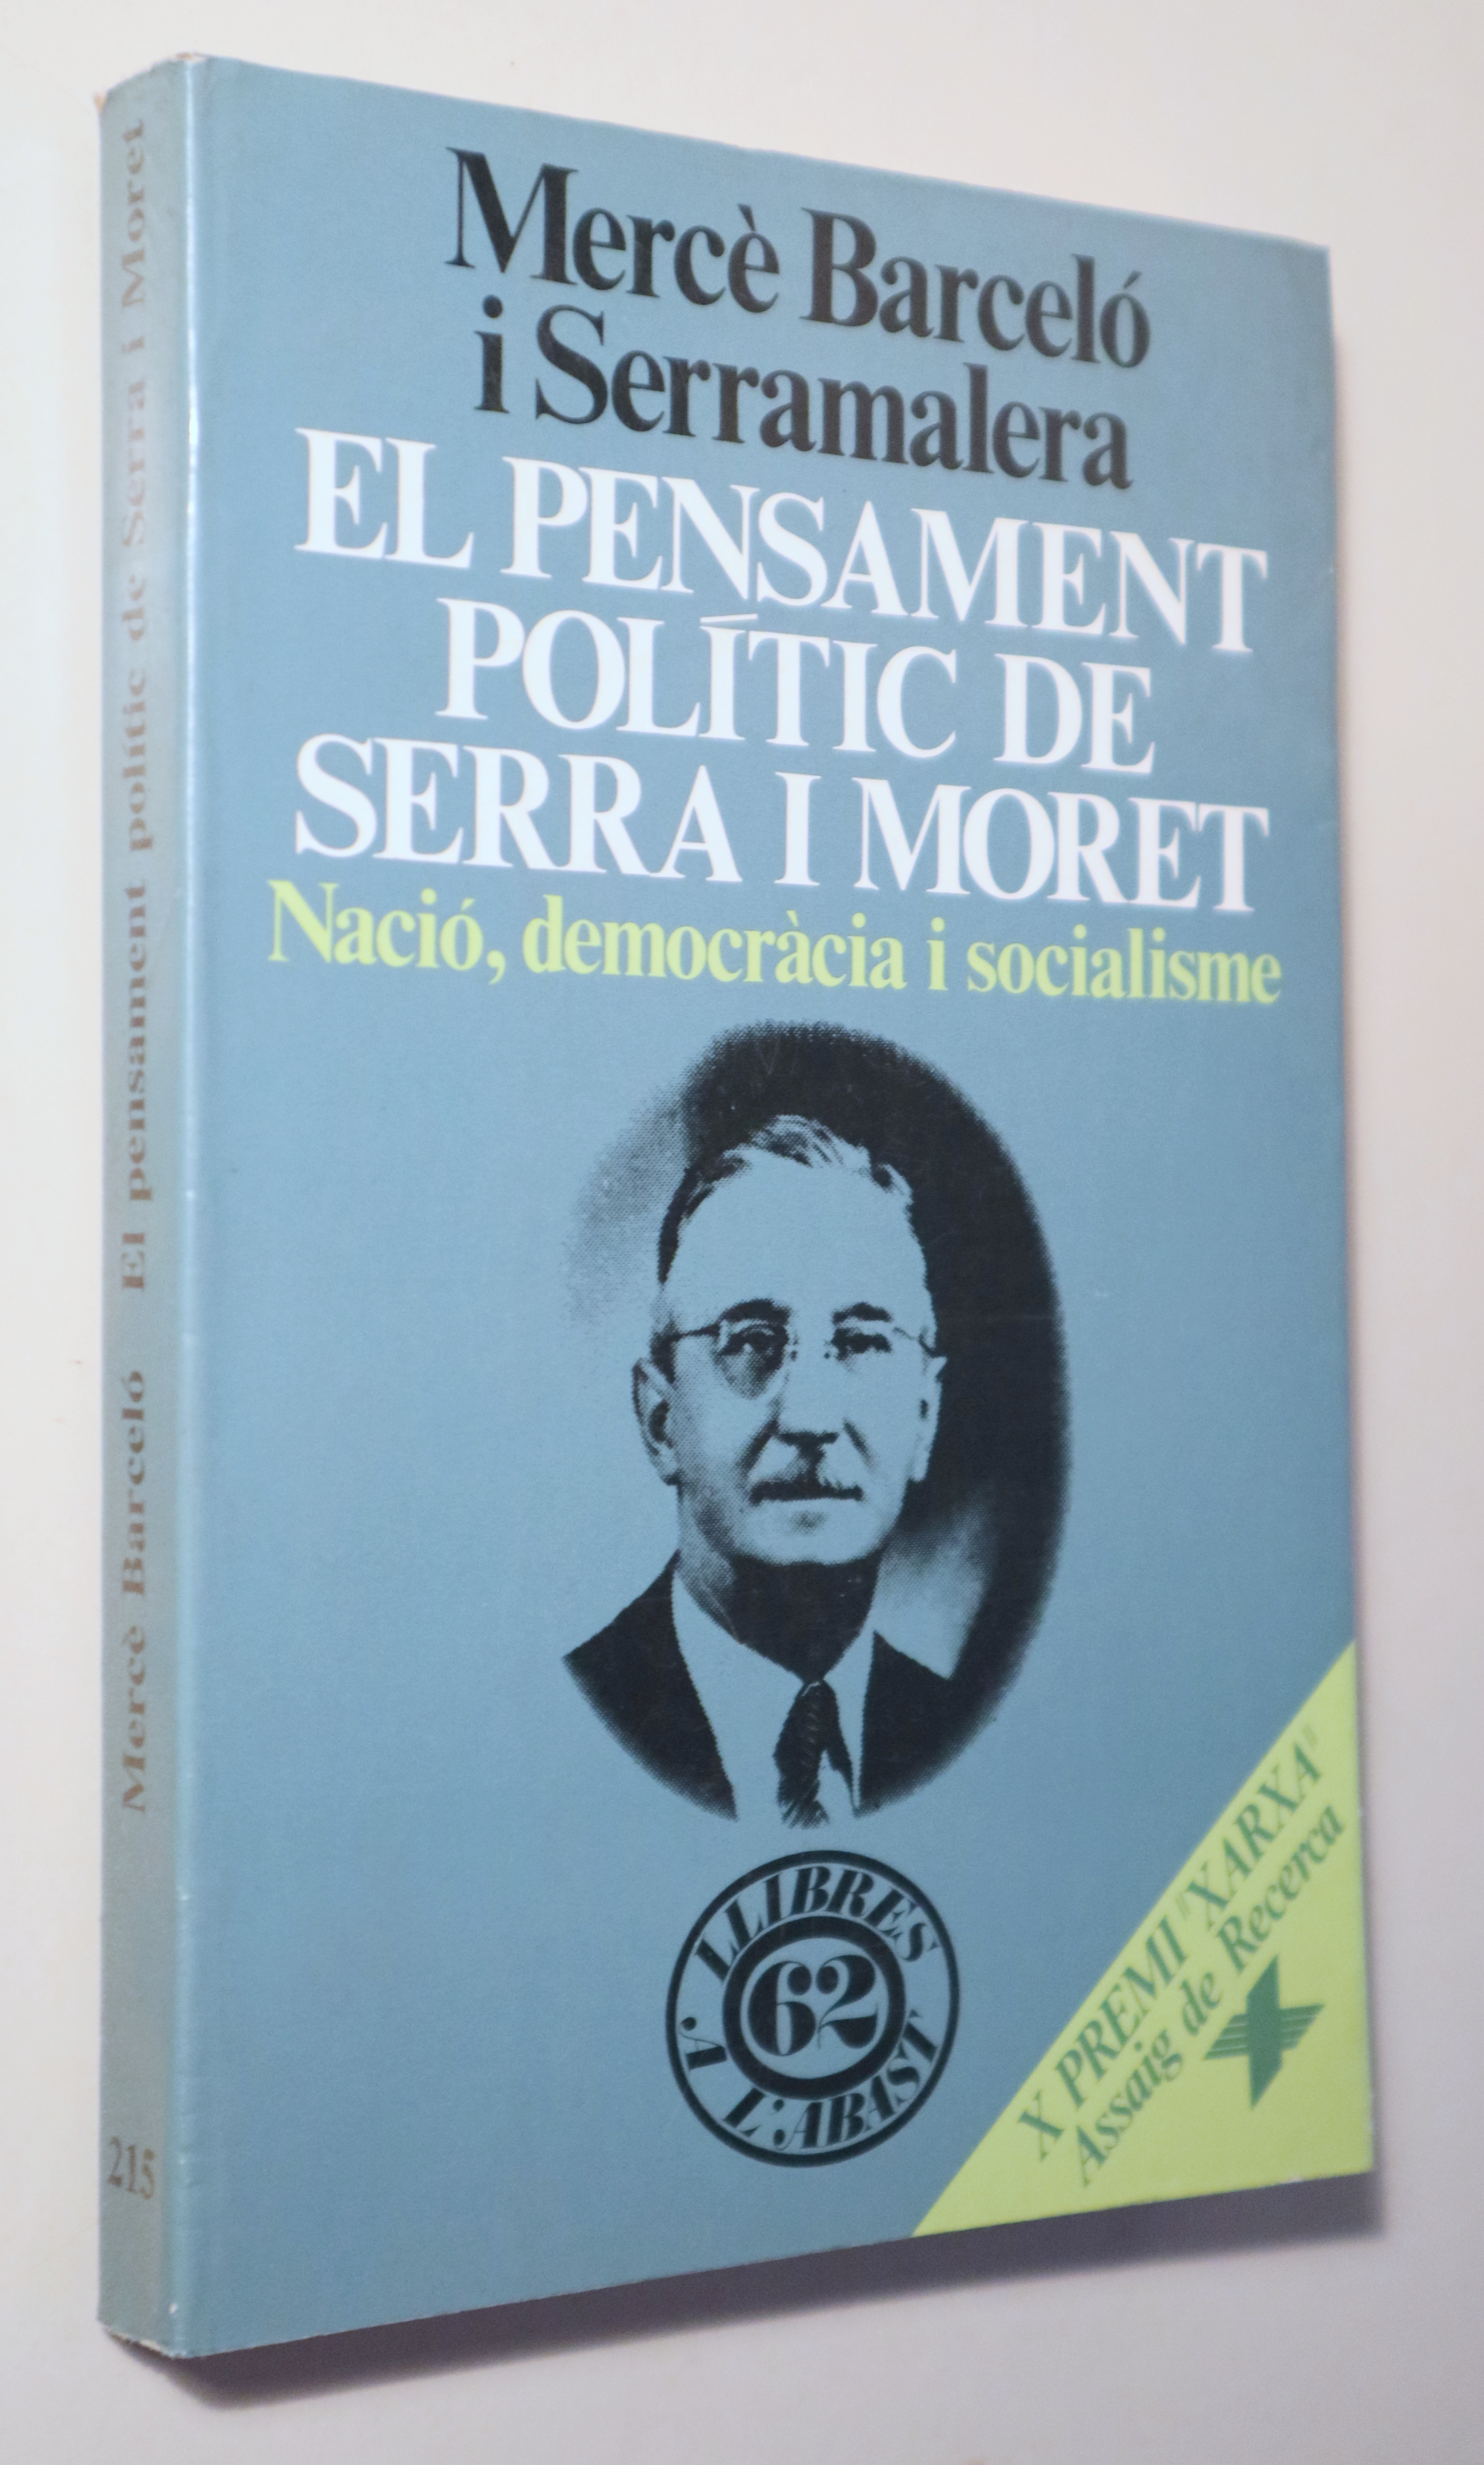 Mercè Barceló
i Serramalera
EL PENSAMENT
POLÍTIC DE
SERRA I MORET
Nació, democràcia i socialisme
LLIBRES
A L'ABAST
62
X PREMI "XARXA"
Assaig de Recerca
Mercè Barceló El pensament polític de Serra i Moret
215